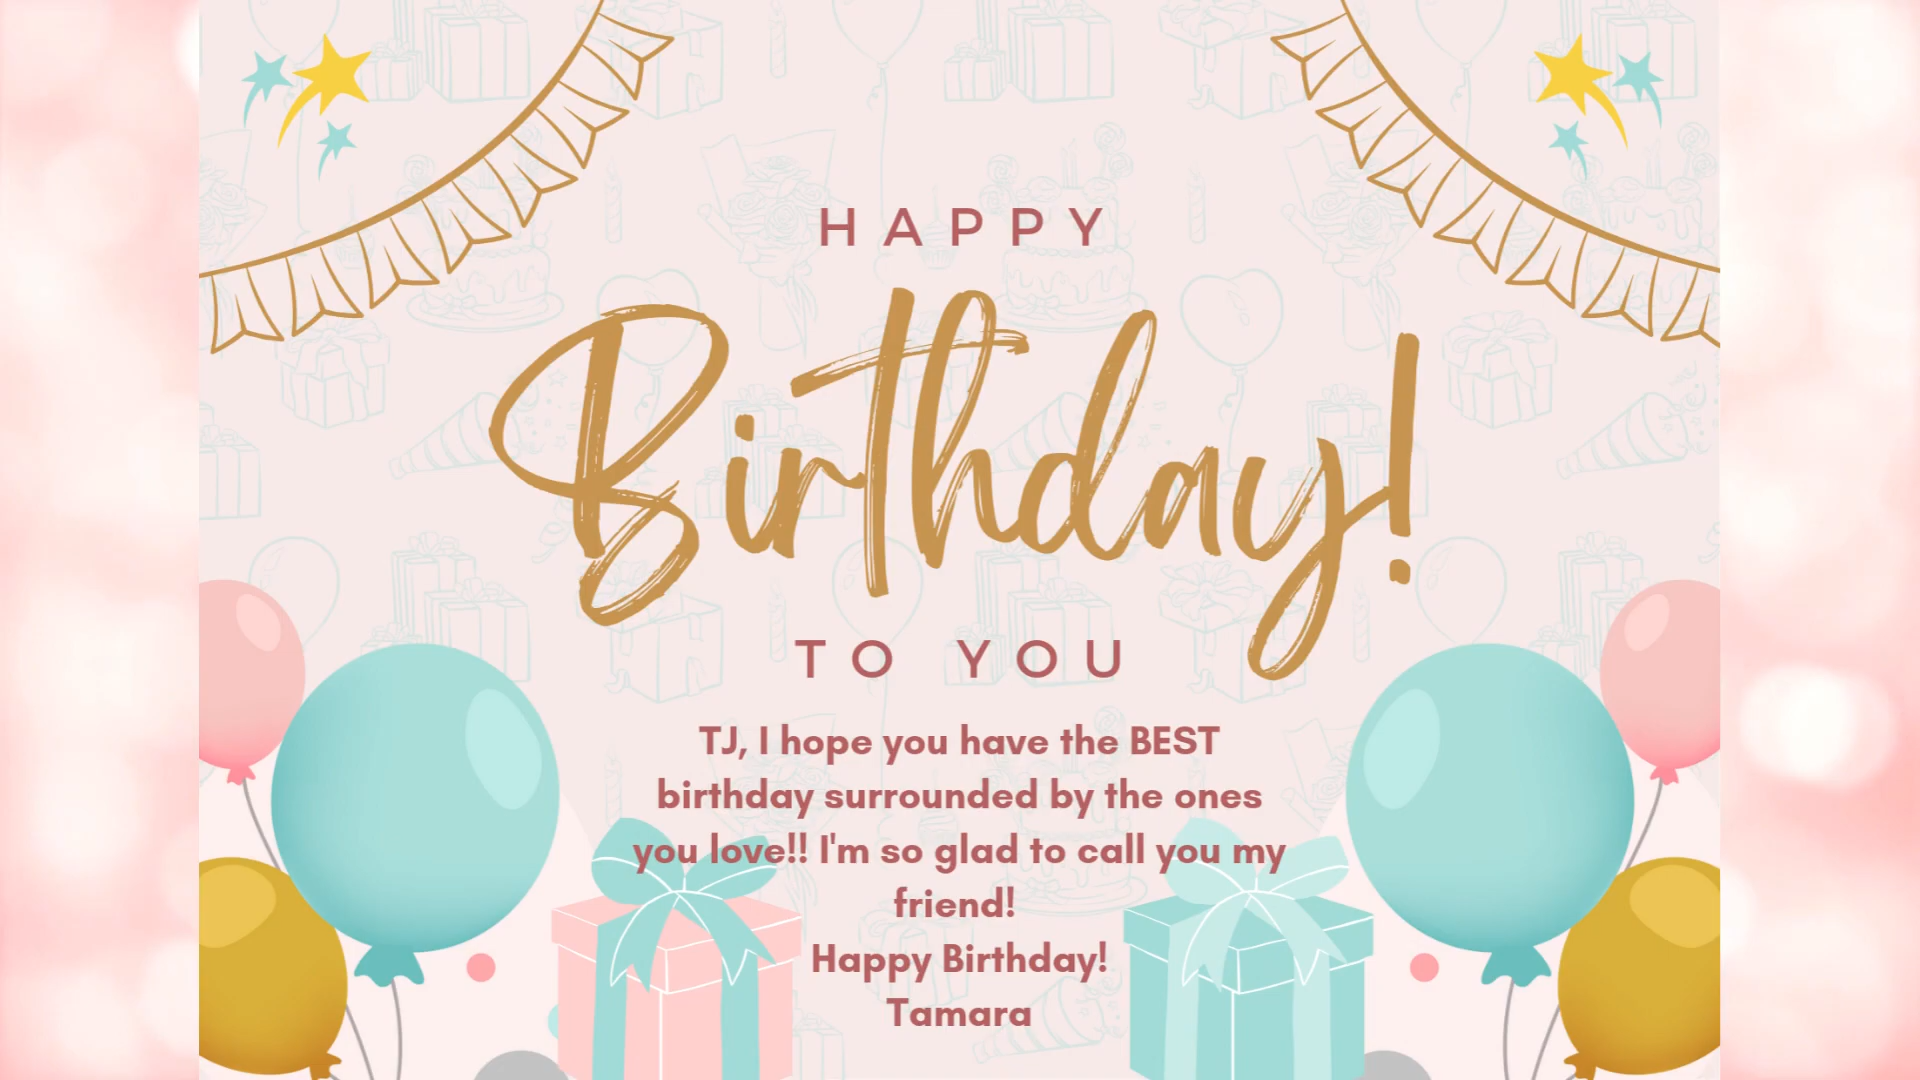 HAPPY
Birthday!
TO YOU
TJ, I hope you have the BEST
birthday surrounded by the ones
you love!! I'm so glad to call you my
friend!
Happy Birthday!
Tamara